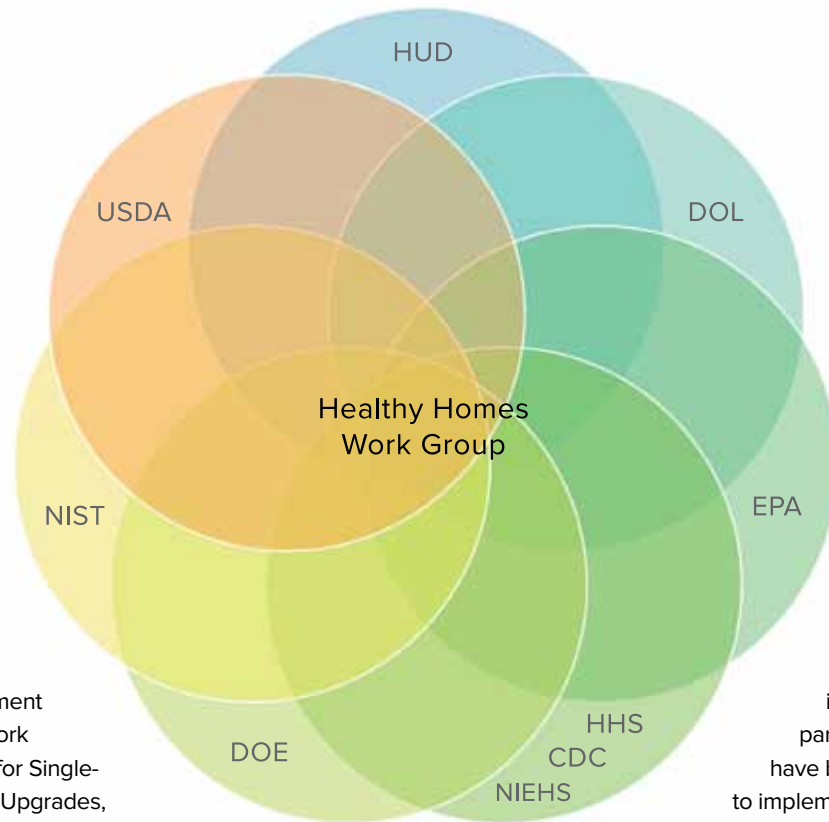 HUD
USDA
DOL
Healthy Homes
Work Group
NIST
EPA
DOE
HHS
CDC
NIEHS
ment
ork
for Single-
Upgrades,
i
par
have b
to implem